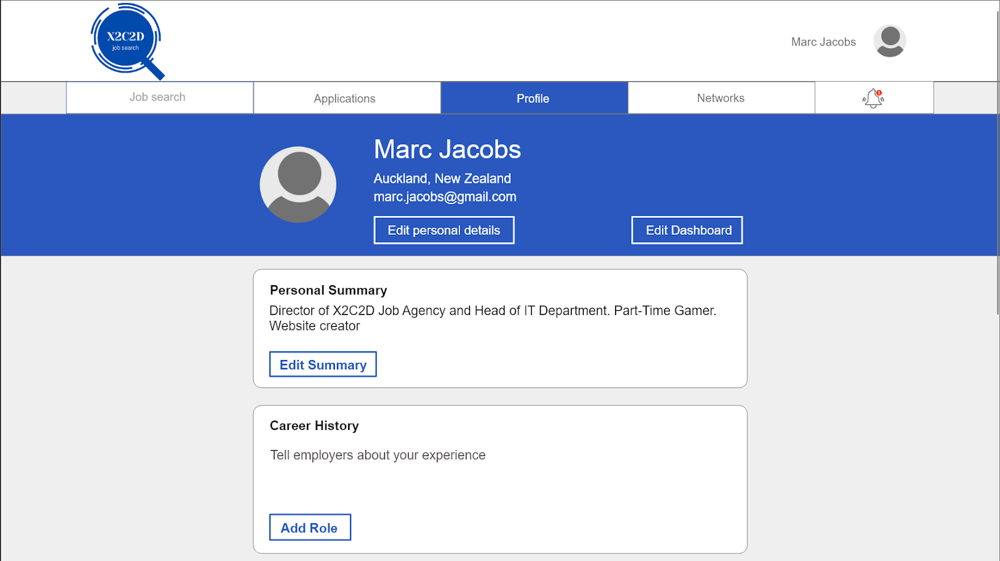 X2C2D
job search
Marc Jacobs
Job search
Applications
Profile
Networks
1
Marc Jacobs
Auckland, New Zealand
marc.jacobs@gmail.com
Edit personal details
Edit Dashboard
Personal Summary
Director of X2C2D Job Agency and Head of IT Department. Part-Time Gamer.
Website creator
Edit Summary
Career History
Tell employers about your experience
Add Role